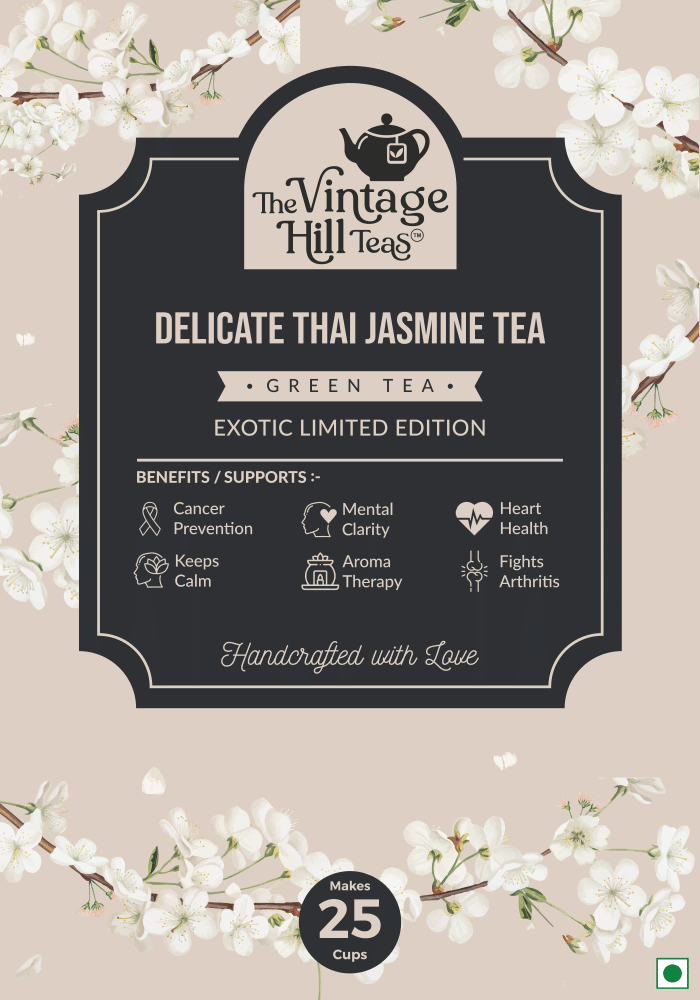 The Vintage
Hill Teas™
DELICATE THAI JASMINE TEA
• GREEN TEA •
EXOTIC LIMITED EDITION
BENEFITS / SUPPORTS :-
Cancer
Prevention
Mental
Clarity
Heart
Health
Keeps
Calm
Aroma
Therapy
Fights
Arthritis
Handcrafted with Love
Makes
25
Cups